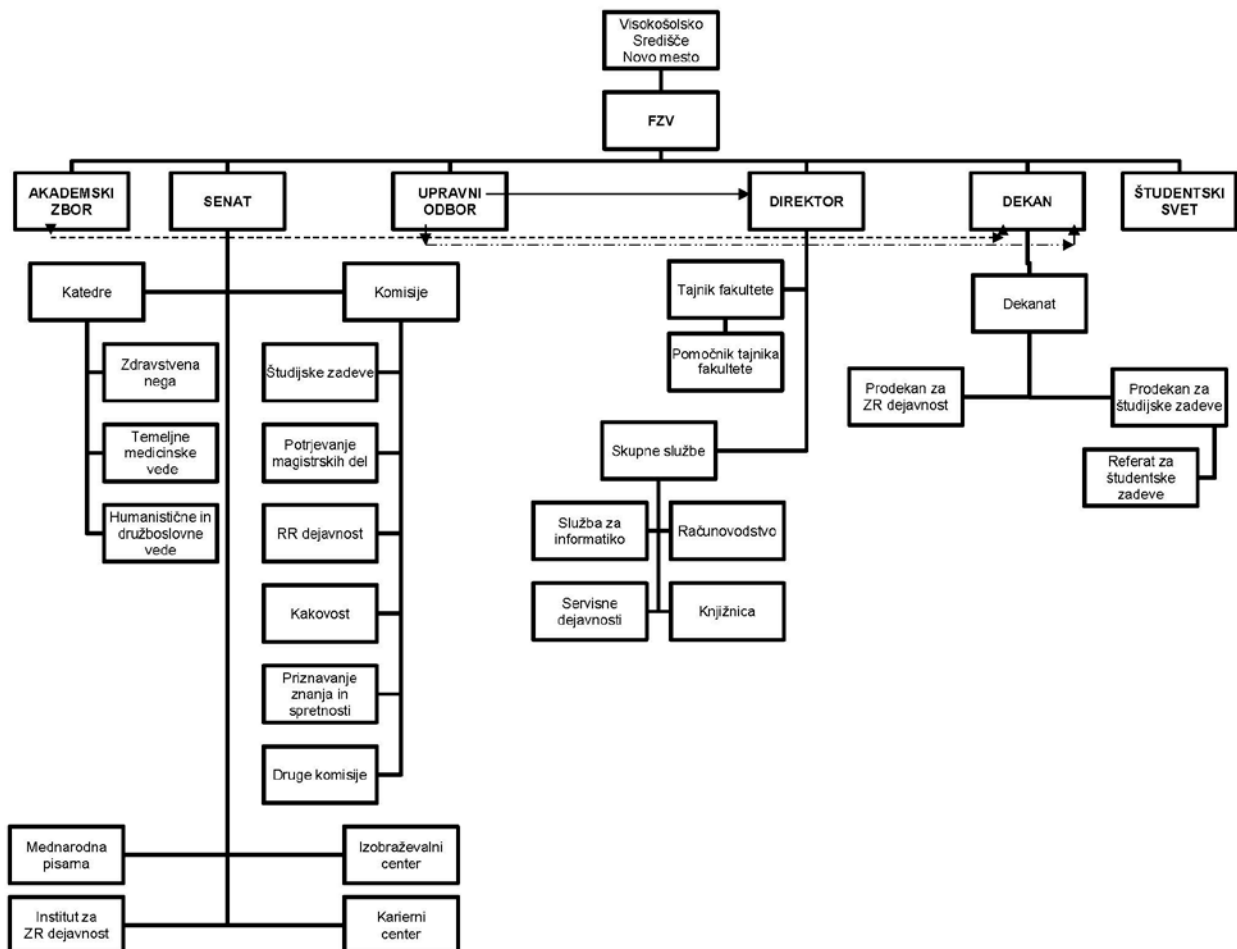 Visokošolsko
Središče
Novo mesto
FZV
AKADEMSKI
ZBOR
SENAT
UPRAVNI
ODBOR
DIREKTOR
DEKAN
ŠTUDENTSKI
SVET
Katedre
Komisije
Zdravstvena
nega
Temeljne
medicinske
vede
Humanistične in
družboslovne
vede
Študijske zadeve
Potrjevanje
magistrskih del
RR dejavnost
Kakovost
Priznavanje
znanja in
spretnosti
Druge komisije
Mednarodna
pisarna
Izobraževalni
center
Institut za
ZR dejavnost
Karierni
center
Tajnik fakultete
Pomočnik tajnika
fakultete
Skupne službe
Služba za
informatiko
Računovodstvo
Servisne
dejavnosti
Knjižnica
Dekanat
Prodekan za
ZR dejavnost
Prodekan za
študijske zadeve
Referat za
študentske
zadeve